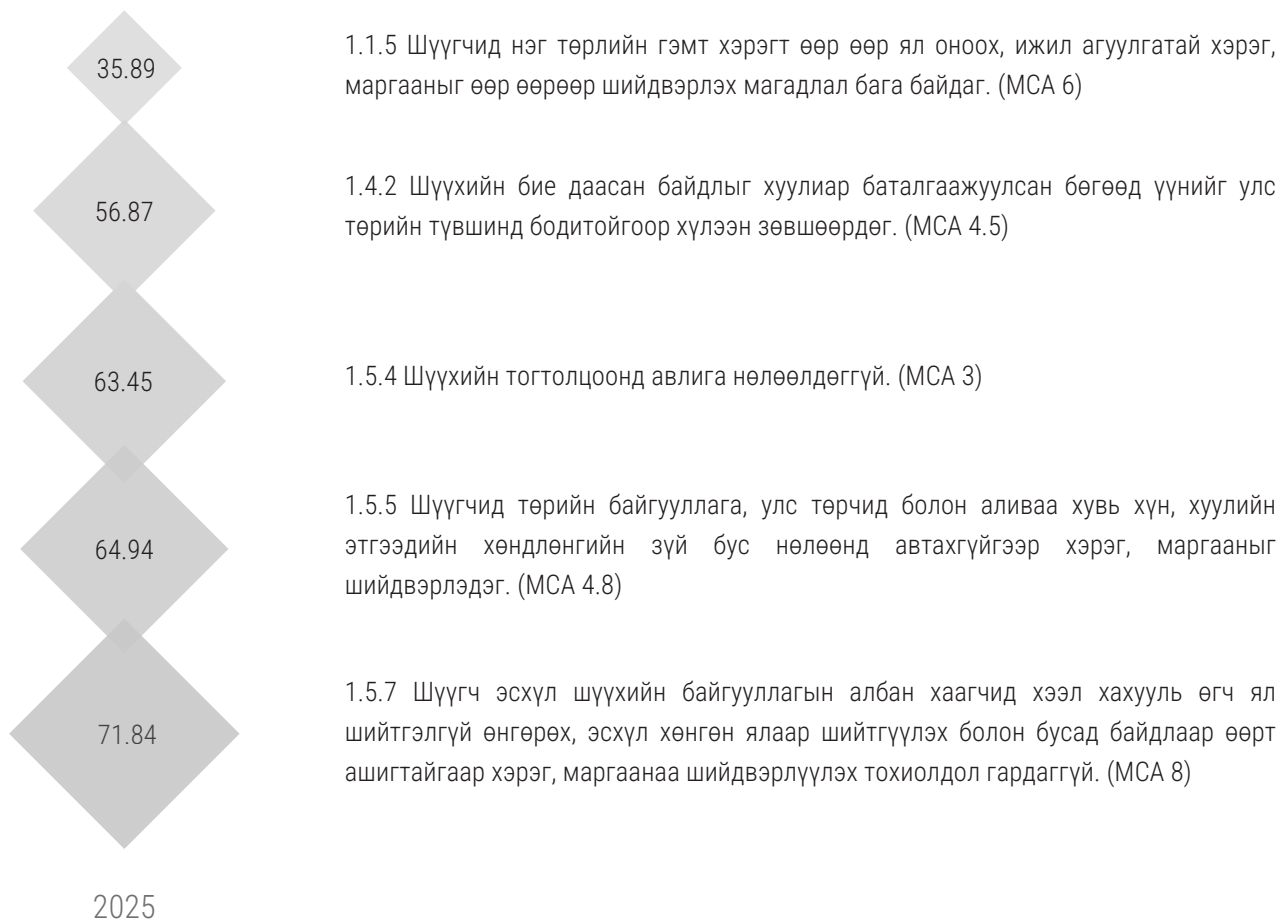 35.89
1.1.5 Шүүгчид нэг төрлийн гэмт хэрэгт өөр өөр ял оноох, ижил агуулгатай хэрэг,
маргааныг өөр өөрөөр шийдвэрлэх магадлал бага байдаг. (МСА 6)
56.87
1.4.2 Шүүхийн бие даасан байдлыг хуулиар баталгаажуулсан бөгөөд үүнийг улс
төрийн түвшинд бодитойгоор хүлээн зөвшөөрдөг. (МСА 4.5)
63.45
1.5.4 Шүүхийн тогтолцоонд авлига нөлөөлдөггүй. (МСА 3)
64.94
1.5.5 Шүүгчид төрийн байгууллага, улс төрчид болон аливаа хувь хүн, хуулийн
этгээдийн хөндлөнгийн зүй бус нөлөөнд автахгүйгээр хэрэг, маргааныг
шийдвэрлэдэг. (МСА 4.8)
71.84
1.5.7 Шүүгч эсхүл шүүхийн байгууллагын албан хаагчид хээл хахууль өгч ял
шийтгэлгүй өнгөрөх, эсхүл хөнгөн ялаар шийтгүүлэх болон бусад байдлаар өөрт
ашигтайгаар хэрэг, маргаанаа шийдвэрлүүлэх тохиолдол гардаггүй. (МСА 8)
2025